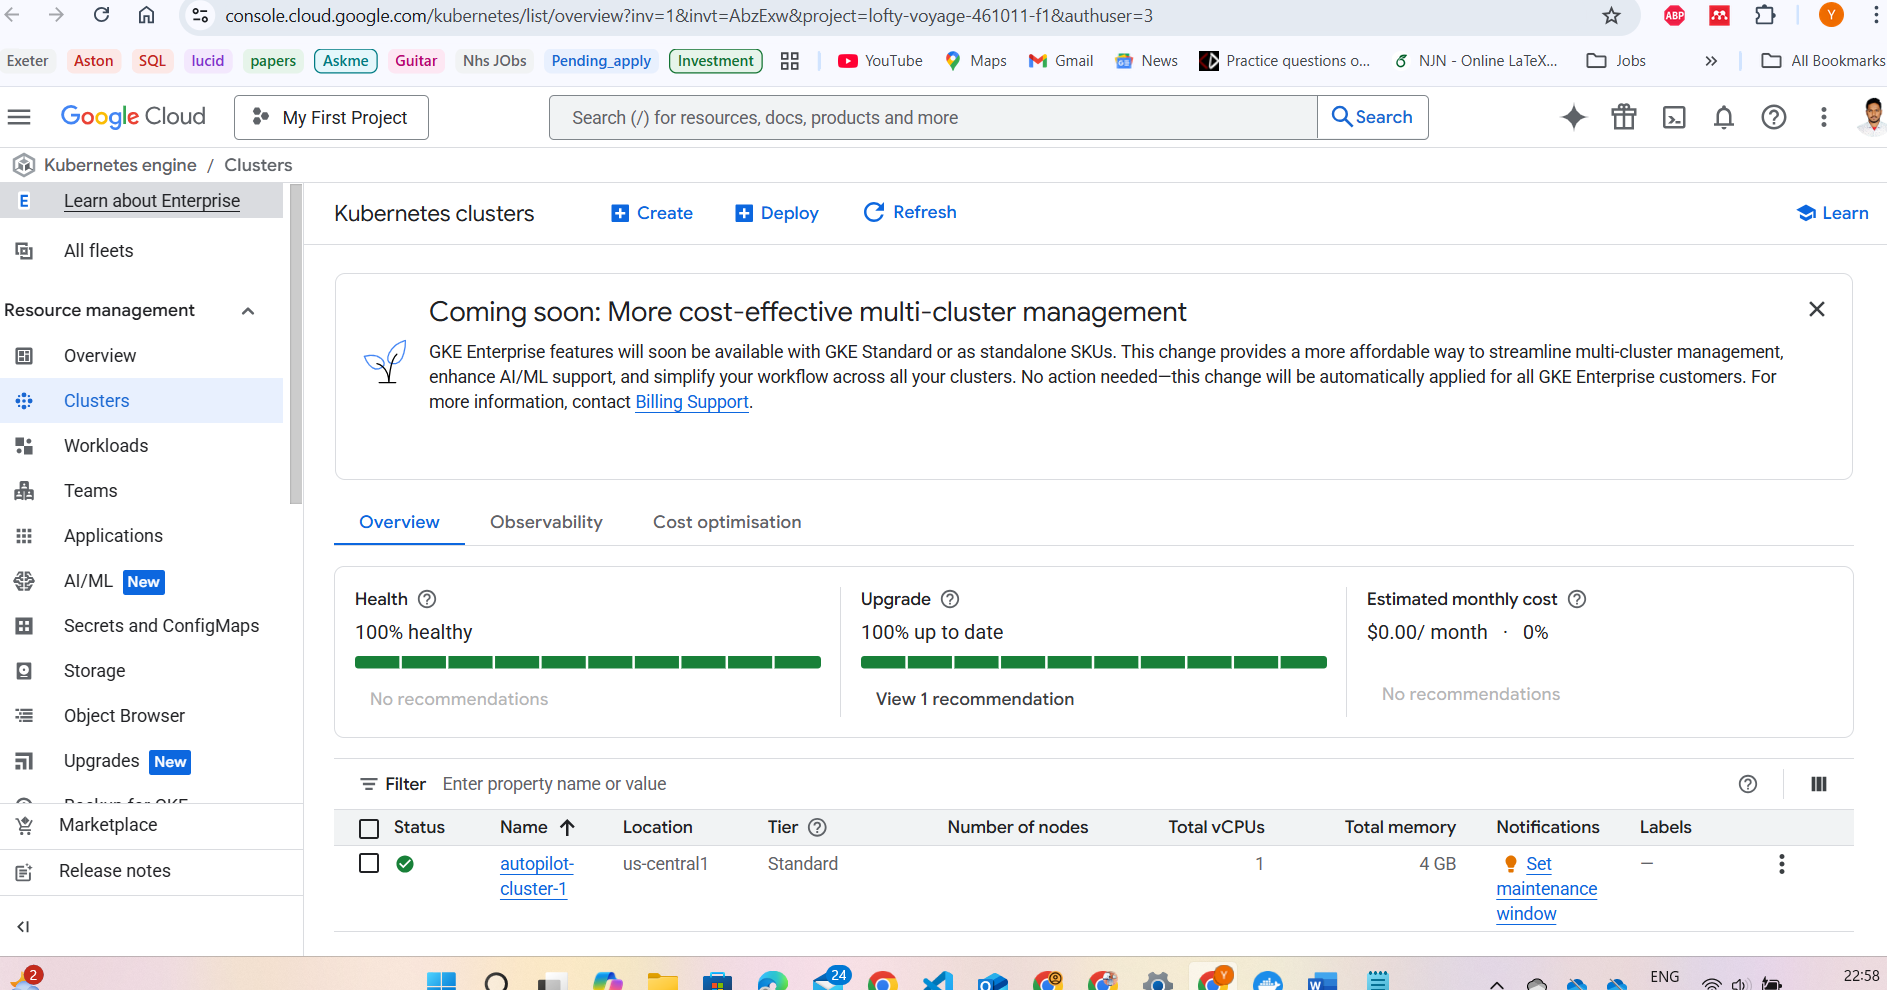 console.cloud.google.com/kubernetes/list/overview?inv=1&invt=AbzExw&project=lofty-voyage-461011-f1&authuser=3
ABP
Y
Exeter
Aston
SQL
lucid
papers
Askme
Guitar
Nhs JObs
Pending_apply
Investment
YouTube
Maps
Gmail
News
Practice questions o...
NJN - Online LaTeX...
Jobs
»
All Bookmarks
Google Cloud
My First Project
Search (/) for resources, docs, products and more
Search
Kubernetes engine / Clusters
E
Learn about Enterprise
All fleets
Resource management
Overview
Clusters
Workloads
Teams
Applications
AI/ML New
Secrets and ConfigMaps
Storage
Object Browser
Upgrades New
Backup for GKE
Marketplace
Release notes
Kubernetes clusters
Create
Deploy
Refresh
Learn
Coming soon: More cost-effective multi-cluster management
GKE Enterprise features will soon be available with GKE Standard or as standalone SKUs. This change provides a more affordable way to streamline multi-cluster management,
enhance AI/ML support, and simplify your workflow across all your clusters. No action needed—this change will be automatically applied for all GKE Enterprise customers. For
more information, contact Billing Support.
Overview
Observability
Cost optimisation
Health
100% healthy
No recommendations
Upgrade
100% up to date
View 1 recommendation
Estimated monthly cost
$0.00/ month · 0%
No recommendations
Filter Enter property name or value
Status Name Location Tier Number of nodes Total vCPUs Total memory Notifications Labels
autopilot-
cluster-1
us-central1
Standard
1
4 GB
Set
maintenance
window
—
2
24
Y
ENG
22:58